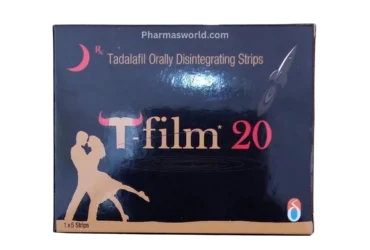 Pharmasworld.com
Rx Tadalafil Orally Disintegrating Strips
T-film 20
1 x 5 Strips